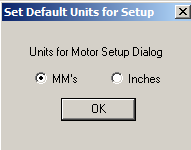 Set Default Units for Setup
Units for Motor Setup Dialog
MM's Inches
OK